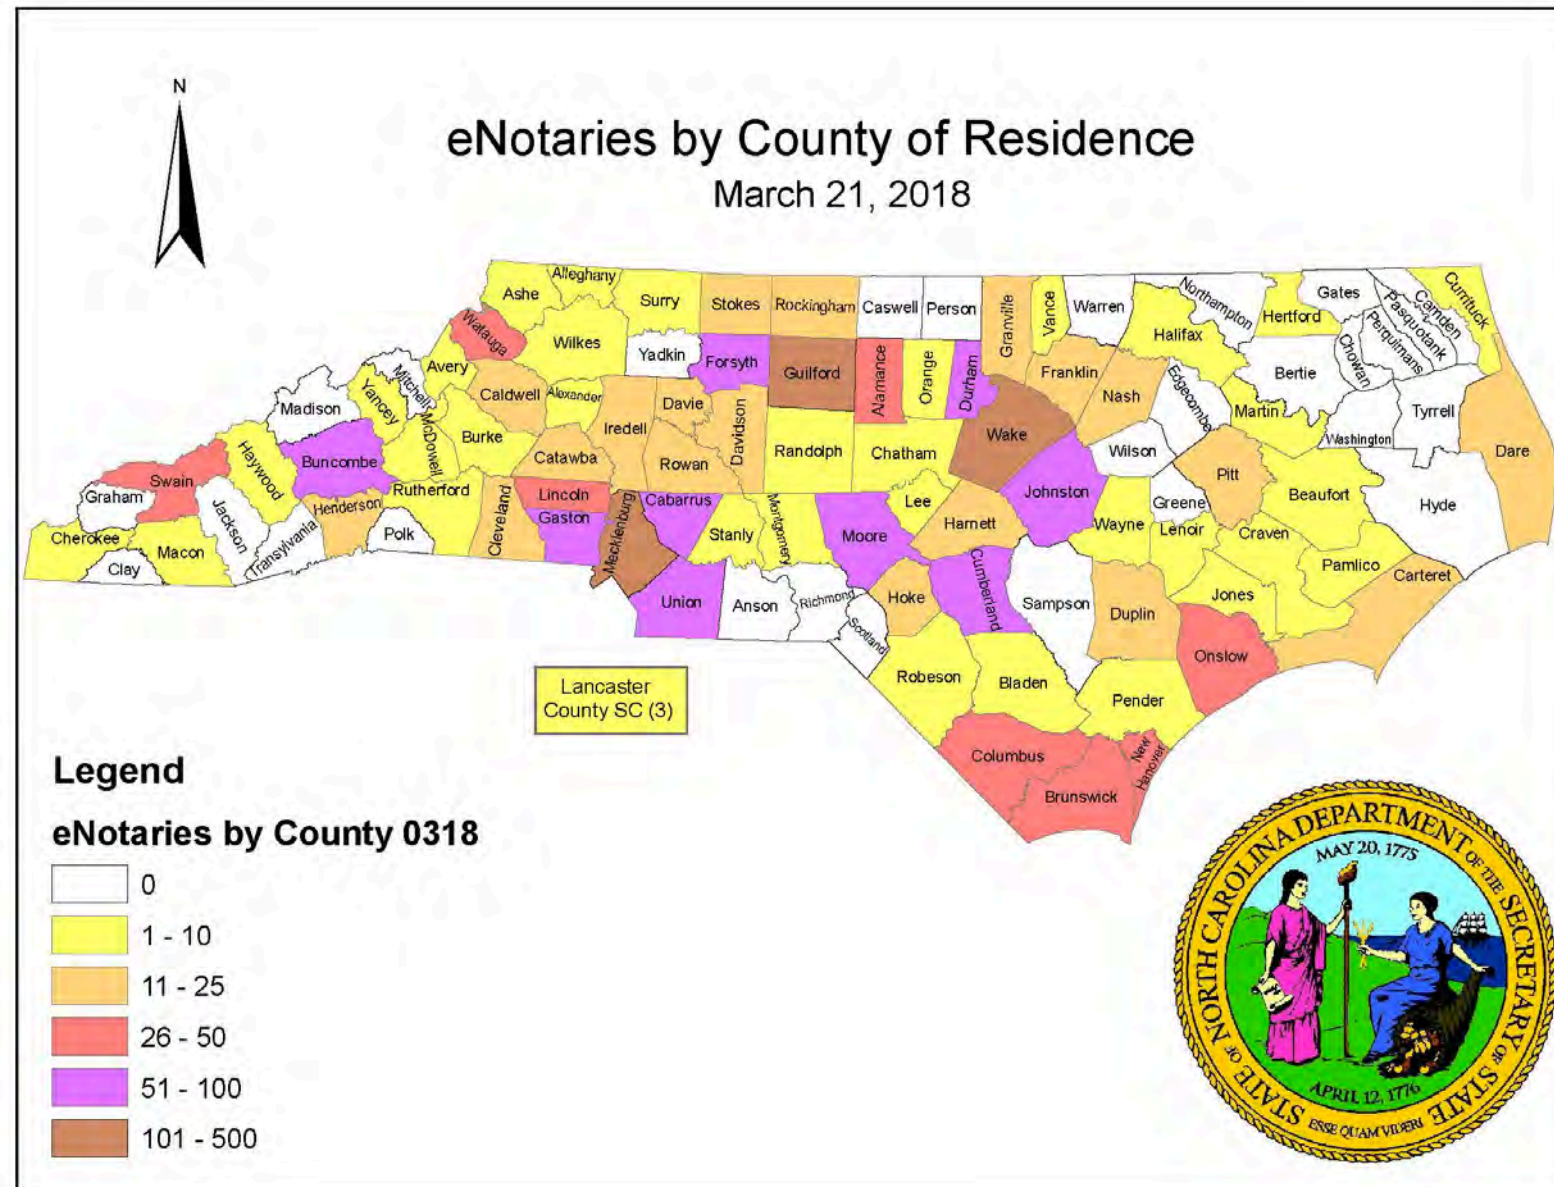 N
eNotaries by County of Residence
March 21, 2018
Alleghany
Ashe
Surry
Stokes
Rockingham
Caswell
Person
Granville
Vance
Warren
Northampton
Hertford
Gates
Camden
Pasquotank
Perquimans
Chowan
Currituck
Watauga
Wilkes
Yadkin
Forsyth
Guilford
Alamance
Orange
Durham
Franklin
Halifax
Nash
Edgecombe
Bertie
Martin
Washington
Tyrrell
Dare
Avery
Mitchell
Yancey
Madison
Caldwell
Alexander
Iredell
Davie
Davidson
Randolph
Chatham
Wake
Wilson
Pitt
Greene
Beaufort
Hyde
Swain
Haywood
Buncombe
McDowell
Burke
Catawba
Rowan
Graham
Jackson
Henderson
Rutherford
Cleveland
Lincoln
Gaston
Mecklenburg
Cabarrus
Stanly
Montgomery
Moore
Lee
Harnett
Johnston
Wayne
Lenoir
Craven
Pamlico
Carteret
Cherokee
Macon
Clay
Transylvania
Polk
Union
Anson
Richmond
Scotland
Hoke
Cumberland
Sampson
Duplin
Jones
Onslow
Robeson
Bladen
Pender
Columbus
Brunswick
New
Hanover
Lancaster
County SC (3)
Legend
eNotaries by County 0318
0
1 - 10
11 - 25
26 - 50
51 - 100
101 - 500
STATE OF NORTH CAROLINA DEPARTMENT OF THE SECRETARY OF STATE
MAY 20, 1775
APRIL 12, 1776
ESSE QUAM VIDERI